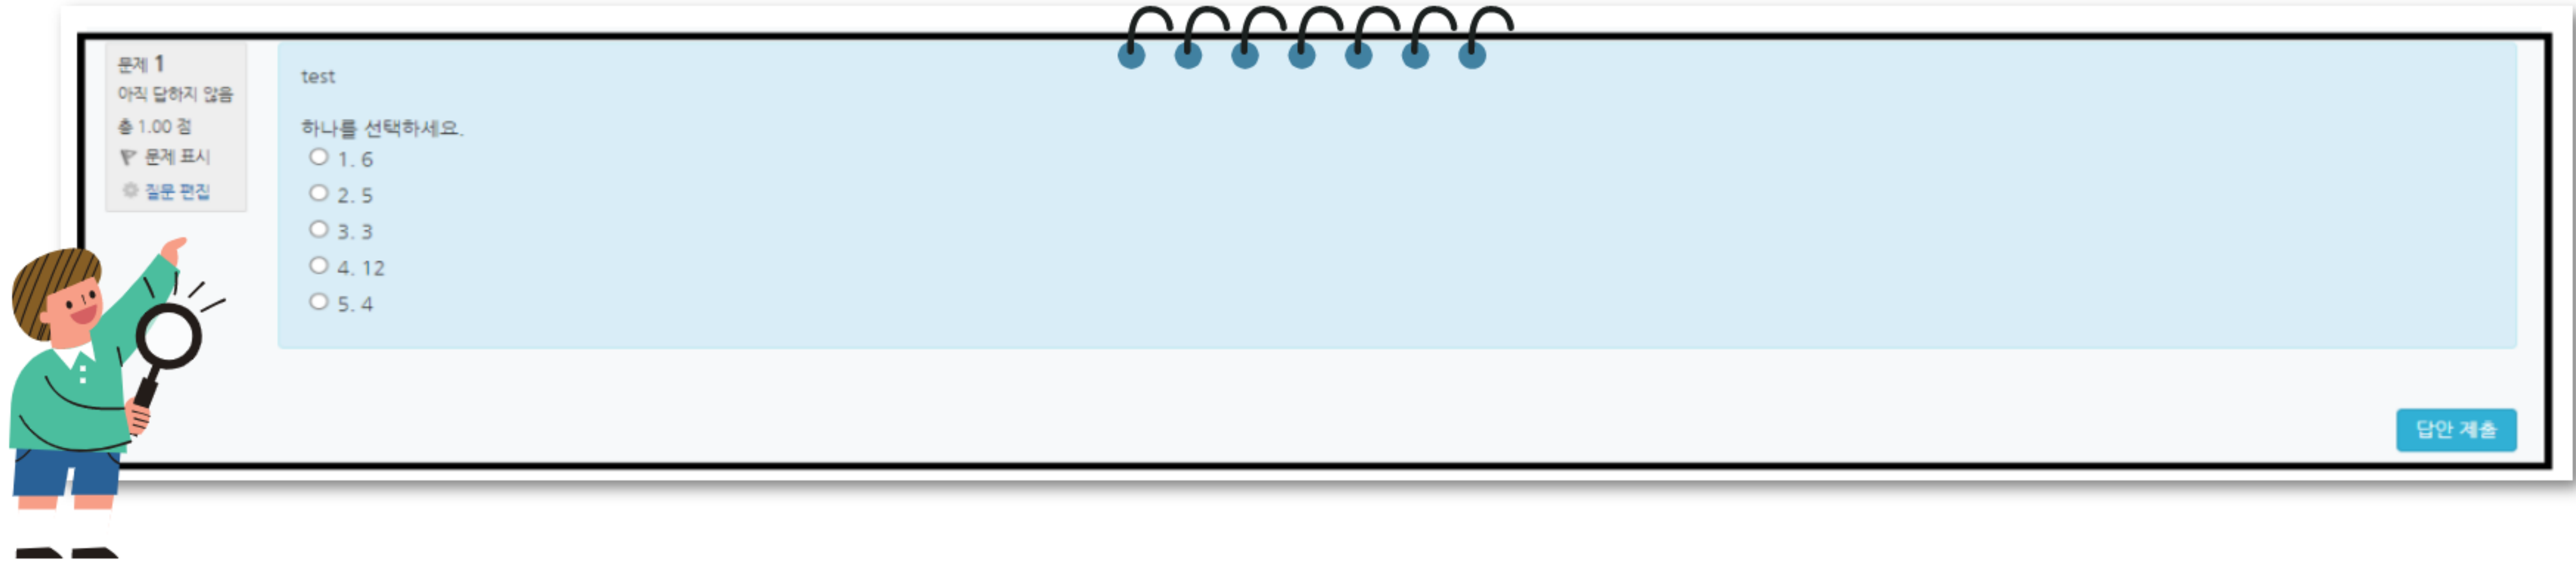 문제 1
아직 답하지 않음
총 1.00 점
문제 표시
질문 편집
test
하나를 선택하세요.
1. 6
2. 5
3. 3
4. 12
5. 4
답안 제출